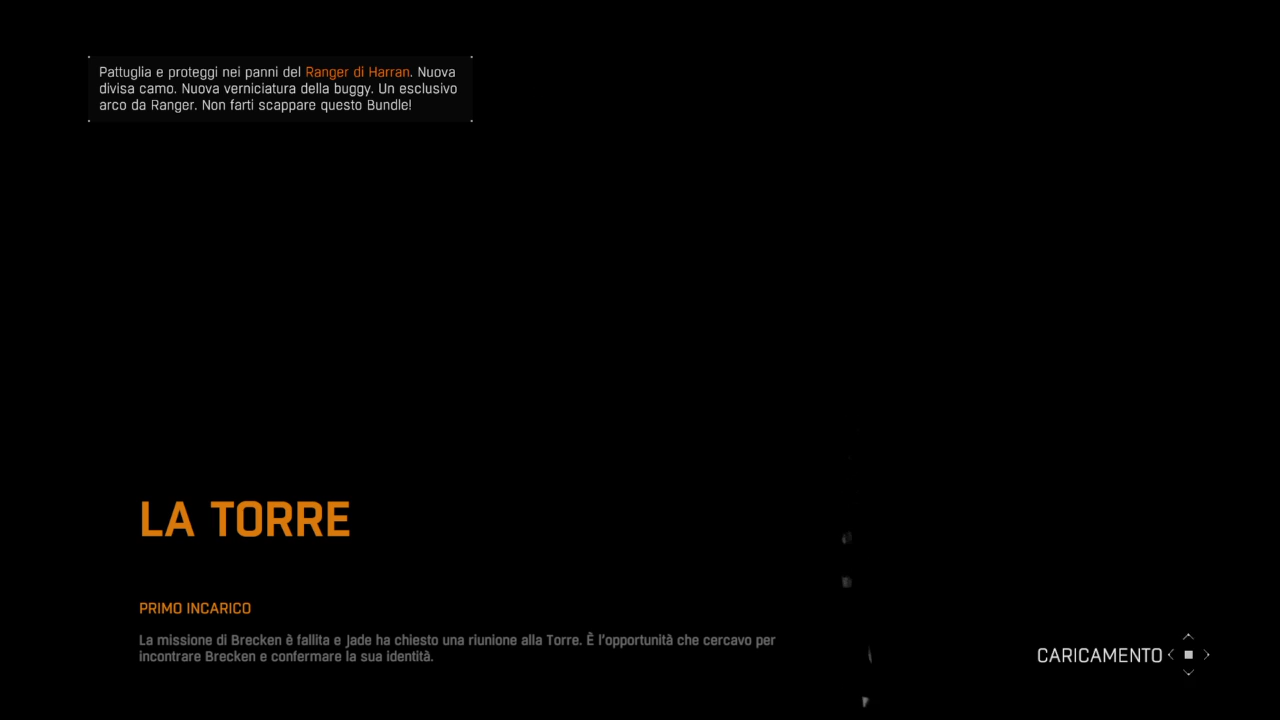 Pattuglia e proteggi nei panni del Ranger di Harran. Nuova
divisa camo. Nuova verniciatura della buggy. Un esclusivo
arco da Ranger. Non farti scappare questo Bundle!
LA TORRE
PRIMO INCARICO
La missione di Brecken è fallita e Jade ha chiesto una riunione alla Torre. È l'opportunità che cercavo per
incontrare Brecken e confermare la sua identità.
CARICAMENTO